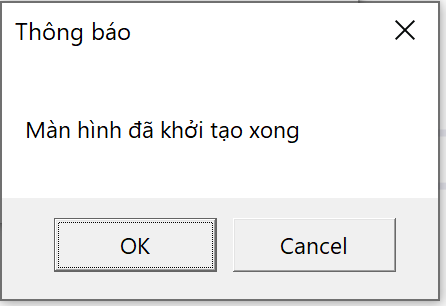 Thông báo
Màn hình đã khởi tạo xong
OK
Cancel